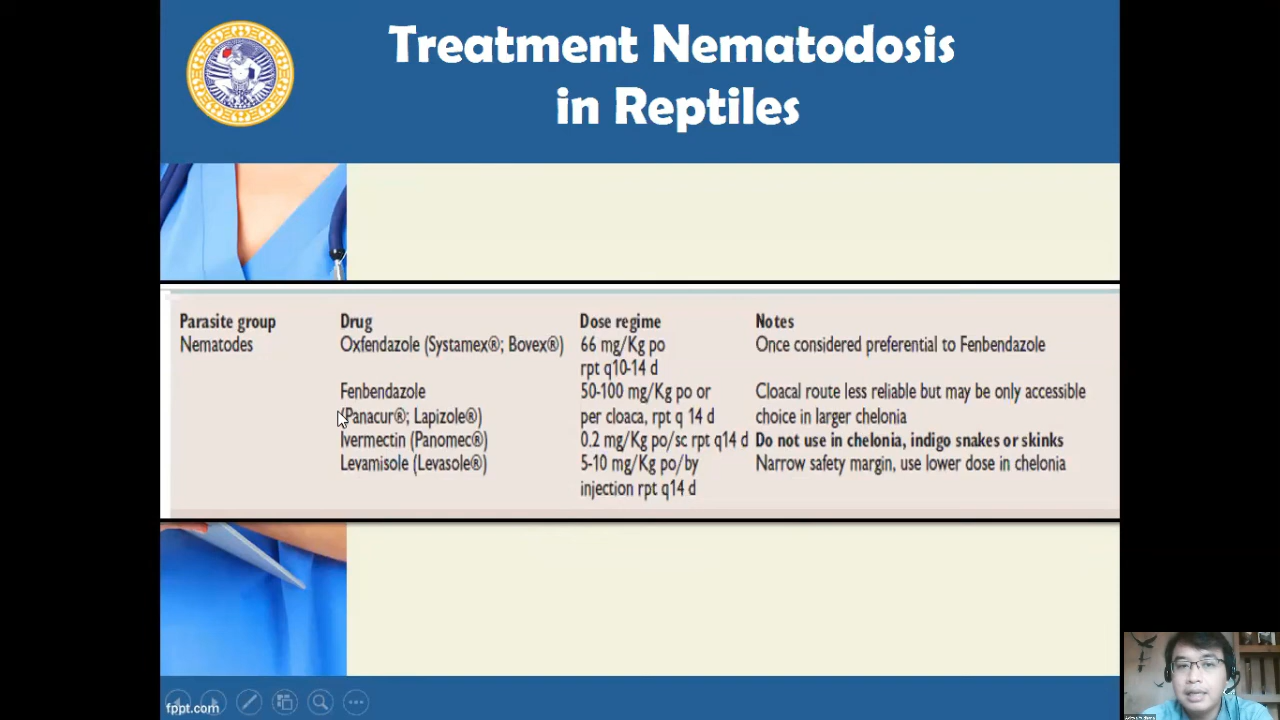 Treatment Nematodosis
in Reptiles
Parasite group Drug Dose regime Notes
Nematodes Oxfendazole (Systamex®; Bovex®) 66 mg/Kg po Once considered preferential to Fenbendazole
rpt q10-14 d
Fenbendazole 50-100 mg/Kg po or Cloacal route less reliable but may be only accessible
(Panacur®; Lapizole®) per cloaca, rpt q 14 d choice in larger chelonia
Ivermectin (Panomec®) 0.2 mg/Kg po/sc rpt q14 d Do not use in chelonia, indigo snakes or skinks
Levamisole (Levasole®) 5-10 mg/Kg po/by Narrow safety margin, use lower dose in chelonia
injection rpt q14 d
fppt.com